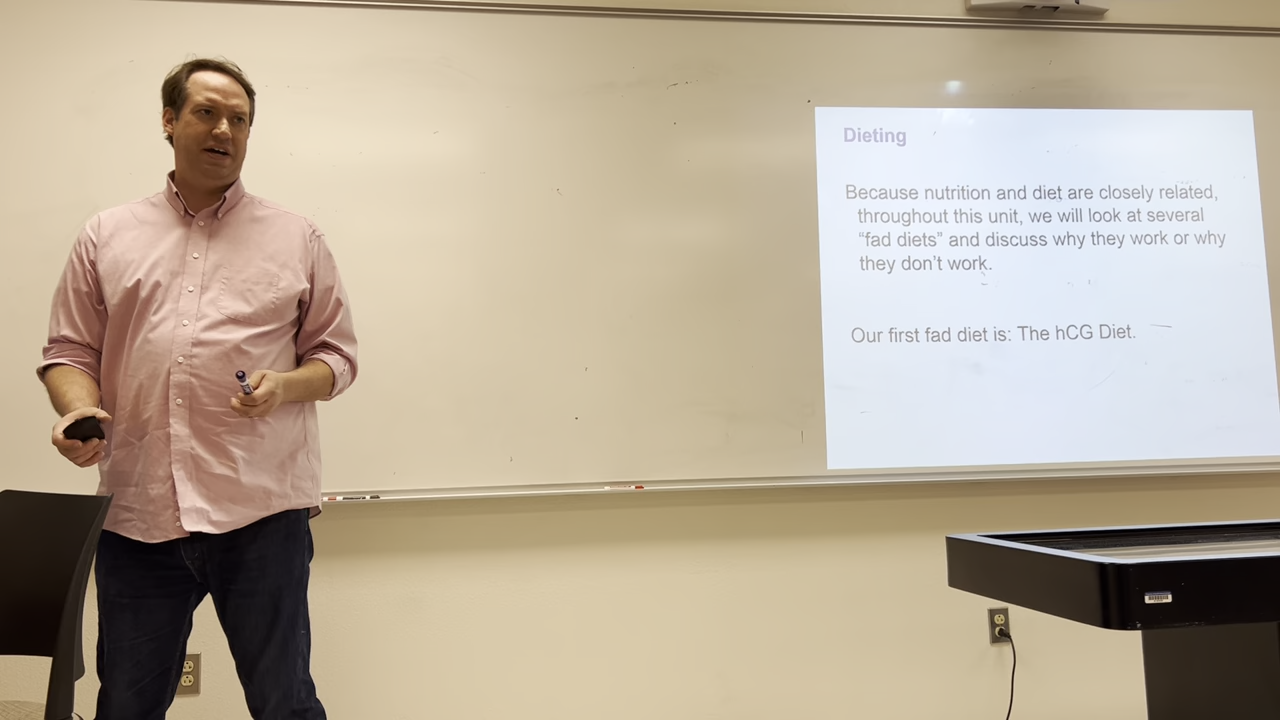 Dieting
Because nutrition and diet are closely related,
throughout this unit, we will look at several
“fad diets” and discuss why they work or why
they don’t work.
Our first fad diet is: The hCG Diet.